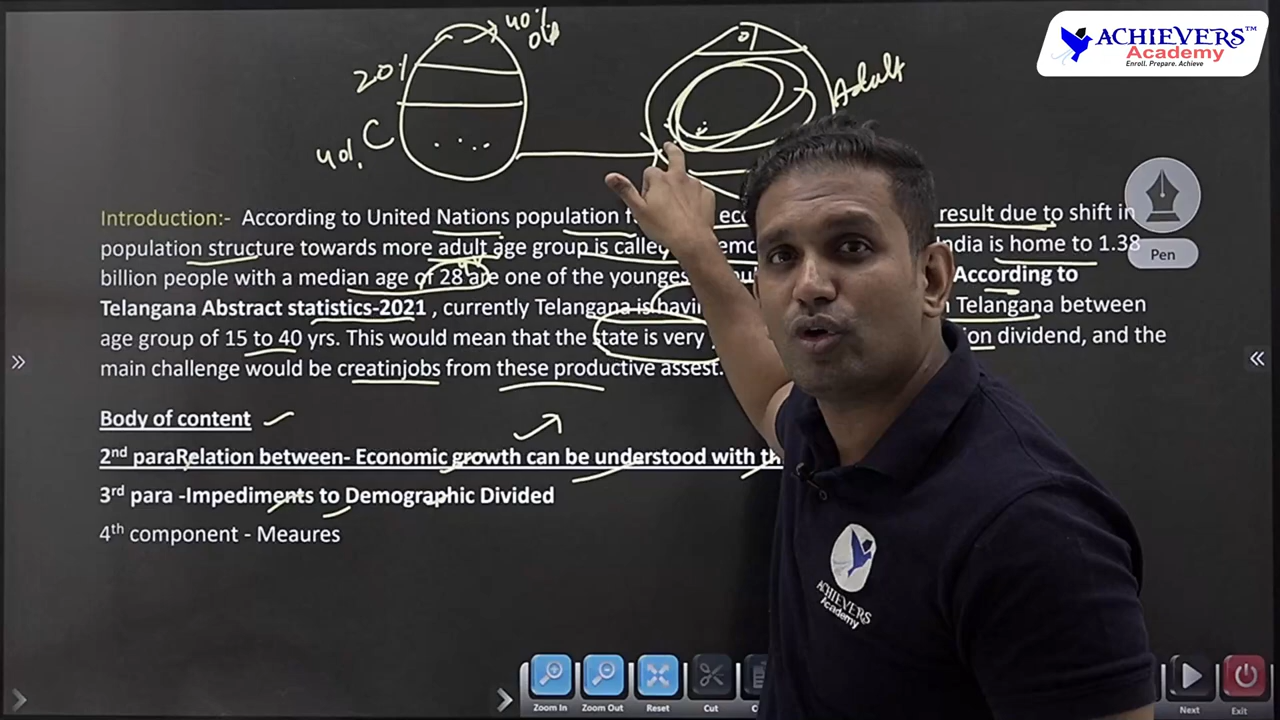 ACHIEVERS™
Academy
Enroll. Prepare. Achieve
40%
old
20%
40%. C
Adult
Introduction:- According to United Nations population result due to shift in
population structure towards more adult age group is called is home to 1.38
billion people with a median age of 28 are one of the According to
Telangana Abstract statistics-2021 , currently Telangana is Telangana between
age group of 15 to 40 yrs. This would mean that the state is very dividend, and the
main challenge would be creatinjobs from these productive assest.
Body of content
2nd paraRelation between- Economic growth can be understood with
3rd para -Impediments to Demographic Divided
4th component - Meaures
Pen
ACHIEVERS
Academy
Zoom In Zoom Out Reset Cut Next Exit